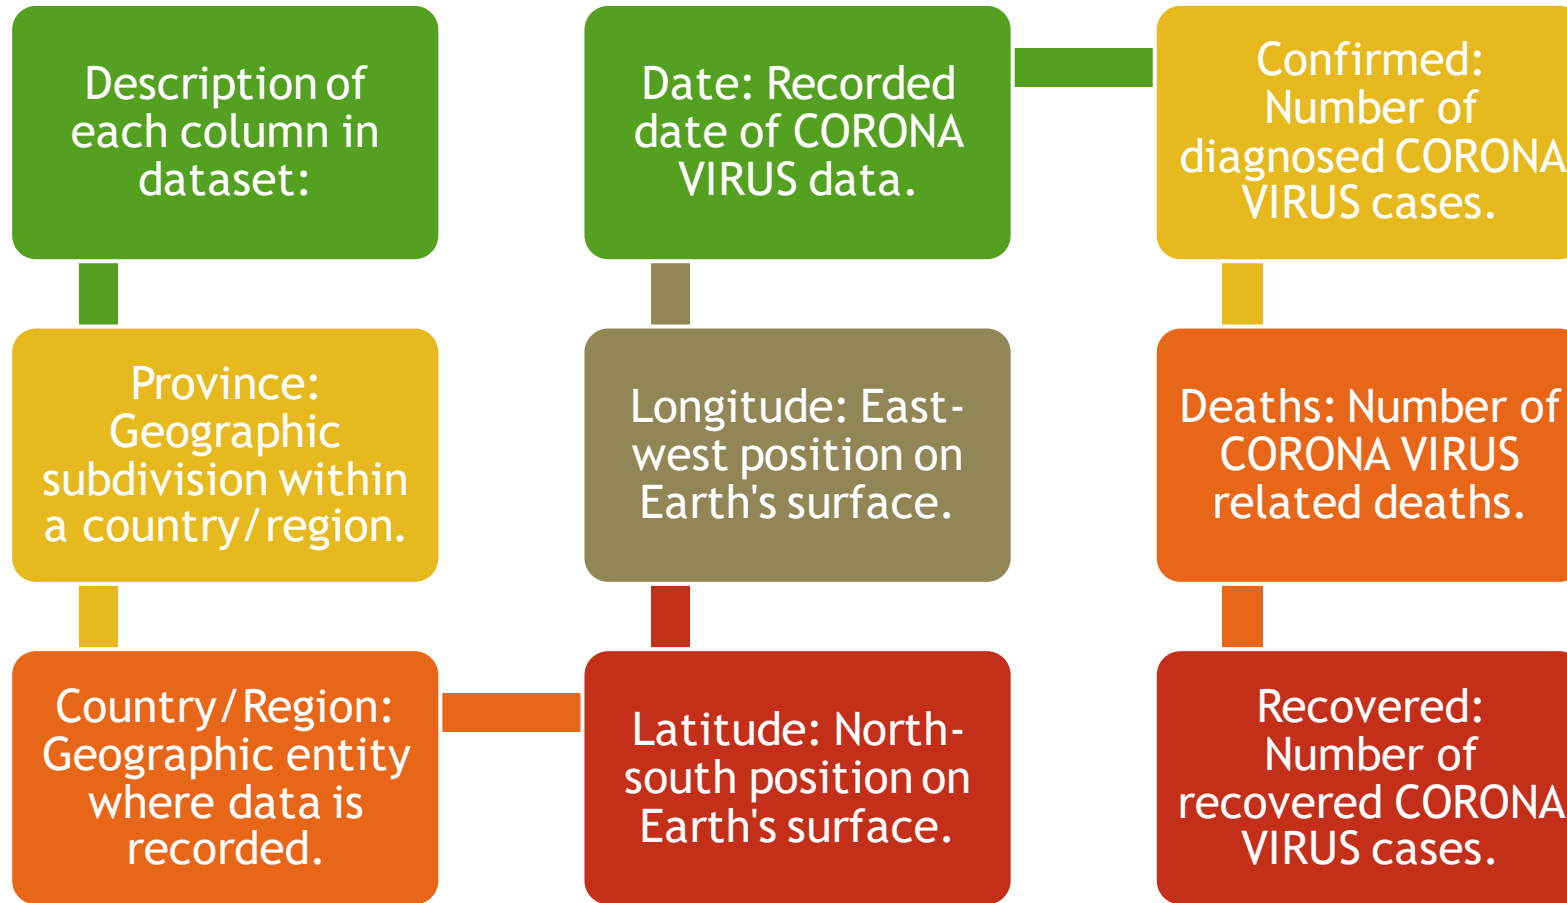 Description of
each column in
dataset:
Province:
Geographic
subdivision within
a country/region.
Country/Region:
Geographic entity
where data is
recorded.
Latitude: North-
south position on
Earth's surface.
Longitude: East-
west position on
Earth's surface.
Date: Recorded
date of CORONA
VIRUS data.
Confirmed:
Number of
diagnosed CORONA
VIRUS cases.
Deaths: Number of
CORONA VIRUS
related deaths.
Recovered:
Number of
recovered CORONA
VIRUS cases.